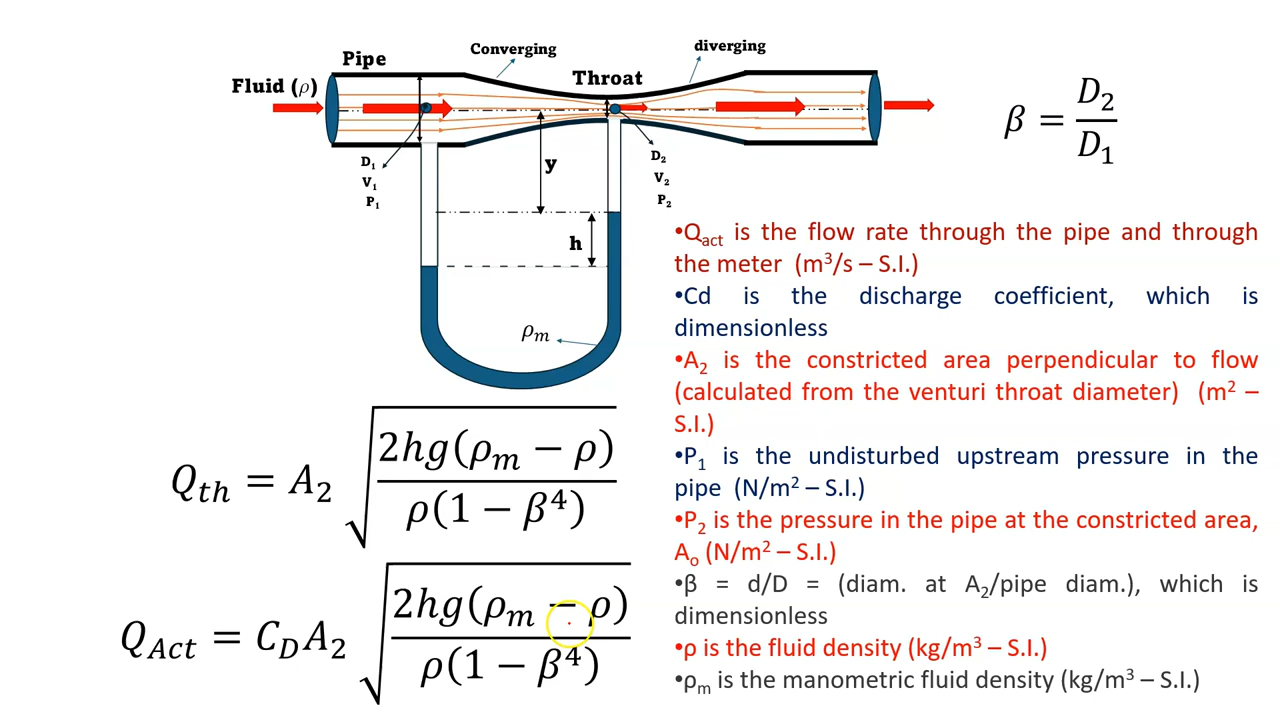 Converging
diverging
Pipe
Throat
Fluid (ρ)
D₁
V₁
P₁
y
D₂
V₂
P₂
h
ρₘ
β = D₂/D₁
•Q_act is the flow rate through the pipe and through
the meter (m³/s – S.I.)
•Cd is the discharge coefficient, which is
dimensionless
•A₂ is the constricted area perpendicular to flow
(calculated from the venturi throat diameter) (m² –
S.I.)
•P₁ is the undisturbed upstream pressure in the
pipe (N/m² – S.I.)
•P₂ is the pressure in the pipe at the constricted area,
Aₒ (N/m² – S.I.)
•β = d/D = (diam. at A₂/pipe diam.), which is
dimensionless
•ρ is the fluid density (kg/m³ – S.I.)
•ρₘ is the manometric fluid density (kg/m³ – S.I.)
Q_th = A₂ √(2hg(ρₘ − ρ)/ρ(1 − β⁴))
Q_Act = C_D A₂ √(2hg(ρₘ − ρ)/ρ(1 − β⁴))